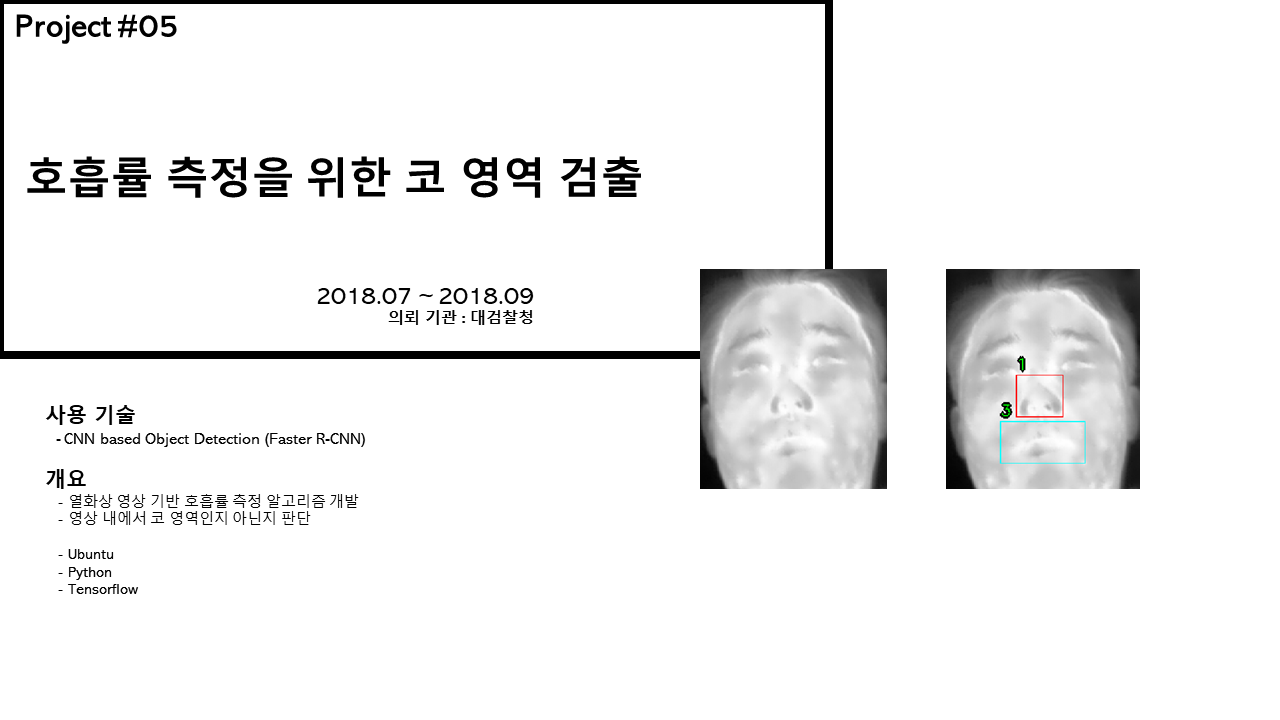 Project #05
호흡률 측정을 위한 코 영역 검출
2018.07 ~ 2018.09
의뢰 기관 : 대검찰청
1
3
사용 기술
- CNN based Object Detection (Faster R-CNN)
개요
- 열화상 영상 기반 호흡률 측정 알고리즘 개발
- 영상 내에서 코 영역인지 아닌지 판단
- Ubuntu
- Python
- Tensorflow